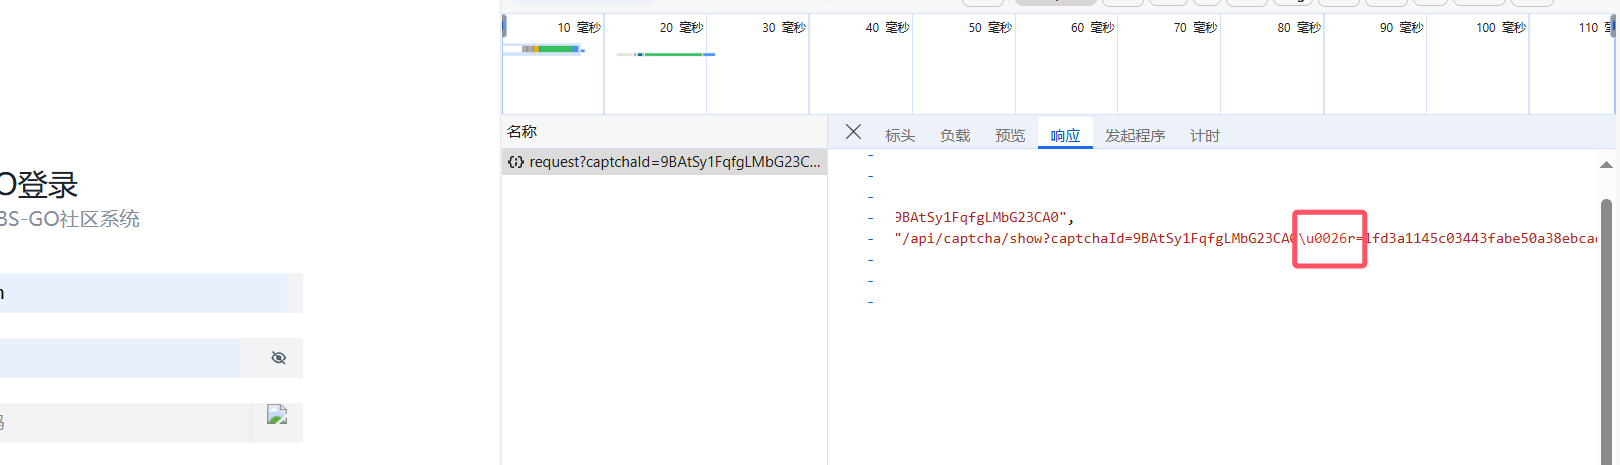 10 毫秒
20 毫秒
30 毫秒
40 毫秒
50 毫秒
60 毫秒
70 毫秒
80 毫秒
90 毫秒
100 毫秒
110
名称
标头
负载
预览
响应
发起程序
计时
request?captchaId=9BAtSy1FqfgLMbG23C...
-
-
-
- 9BAtSy1FqfgLMbG23CA0",
- "/api/captcha/show?captchaId=9BAtSy1FqfgLMbG23CA0\u0026r=1fd3a1145c03443fabe50a38ebca
-
-
-
O登录
BS-GO社区系统